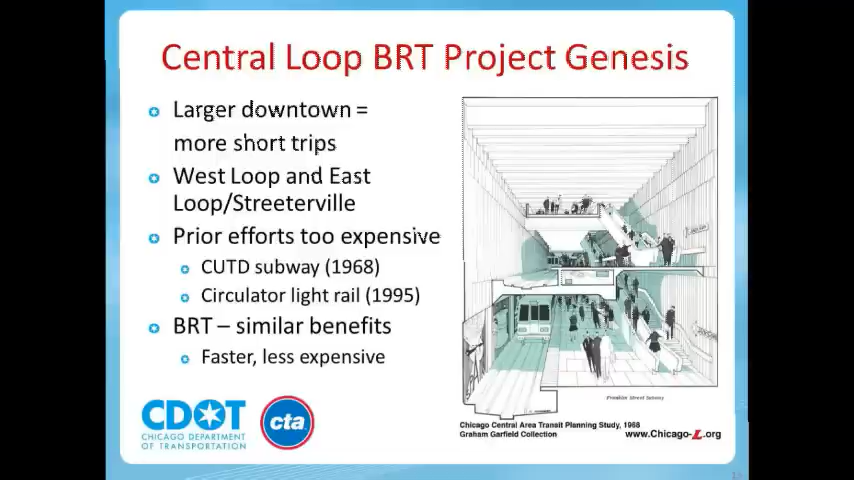 Central Loop BRT Project Genesis
Larger downtown =
more short trips
West Loop and East
Loop/Streeterville
Prior efforts too expensive
CUTD subway (1968)
Circulator light rail (1995)
BRT – similar benefits
Faster, less expensive
CDOT
CHICAGO DEPARTMENT
OF TRANSPORTATION
cta
Franklin Street Subway
Chicago Central Area Transit Planning Study, 1968
Graham Garfield Collection
www.Chicago-L.org